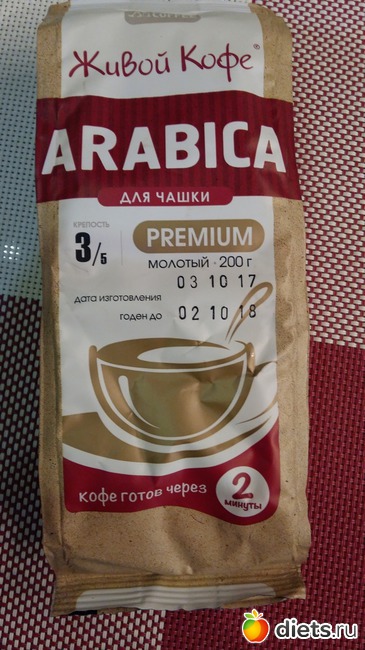 Живой Кофе®
ARABICA
ДЛЯ ЧАШКИ
КРЕПОСТЬ
3/5
PREMIUM
МОЛОТЫЙ · 200 г
03 10 17
дата изготовления
годен до 02 10 18
кофе готов через 2 минуты
diets.ru